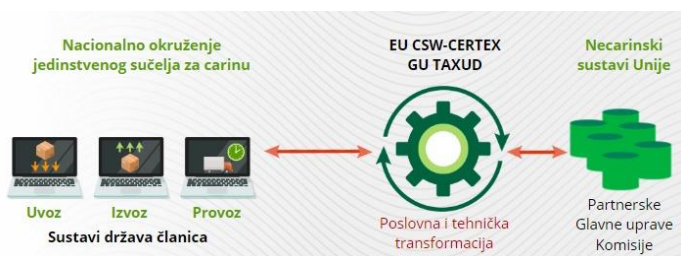 Nacionalno okruženje
jedinstvenog sučelja za carinu
Uvoz
Izvoz
Provoz
Sustavi država članica
EU CSW-CERTEX
GU TAXUD
Poslovna i tehnička
transformacija
Necarinski
sustavi Unije
Partnerske
Glavne uprave
Komisije